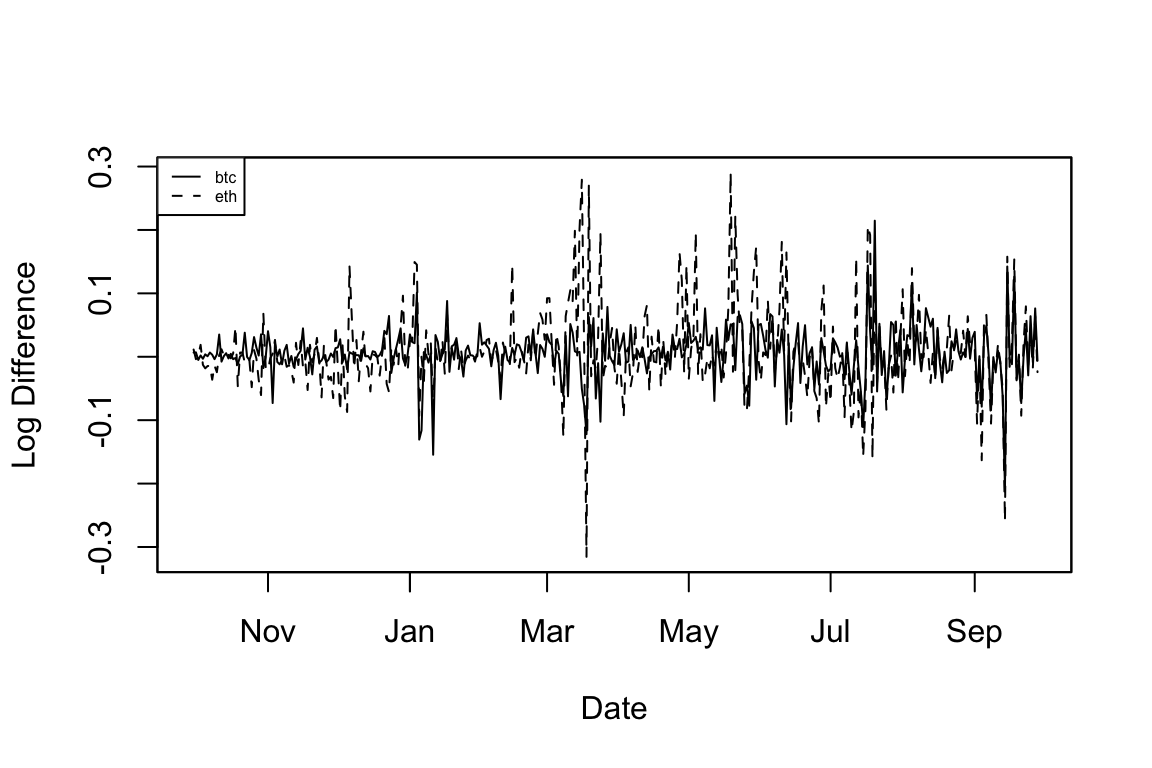 btc
eth
Log Difference
0.3
0.1
-0.1
-0.3
Nov Jan Mar May Jul Sep
Date